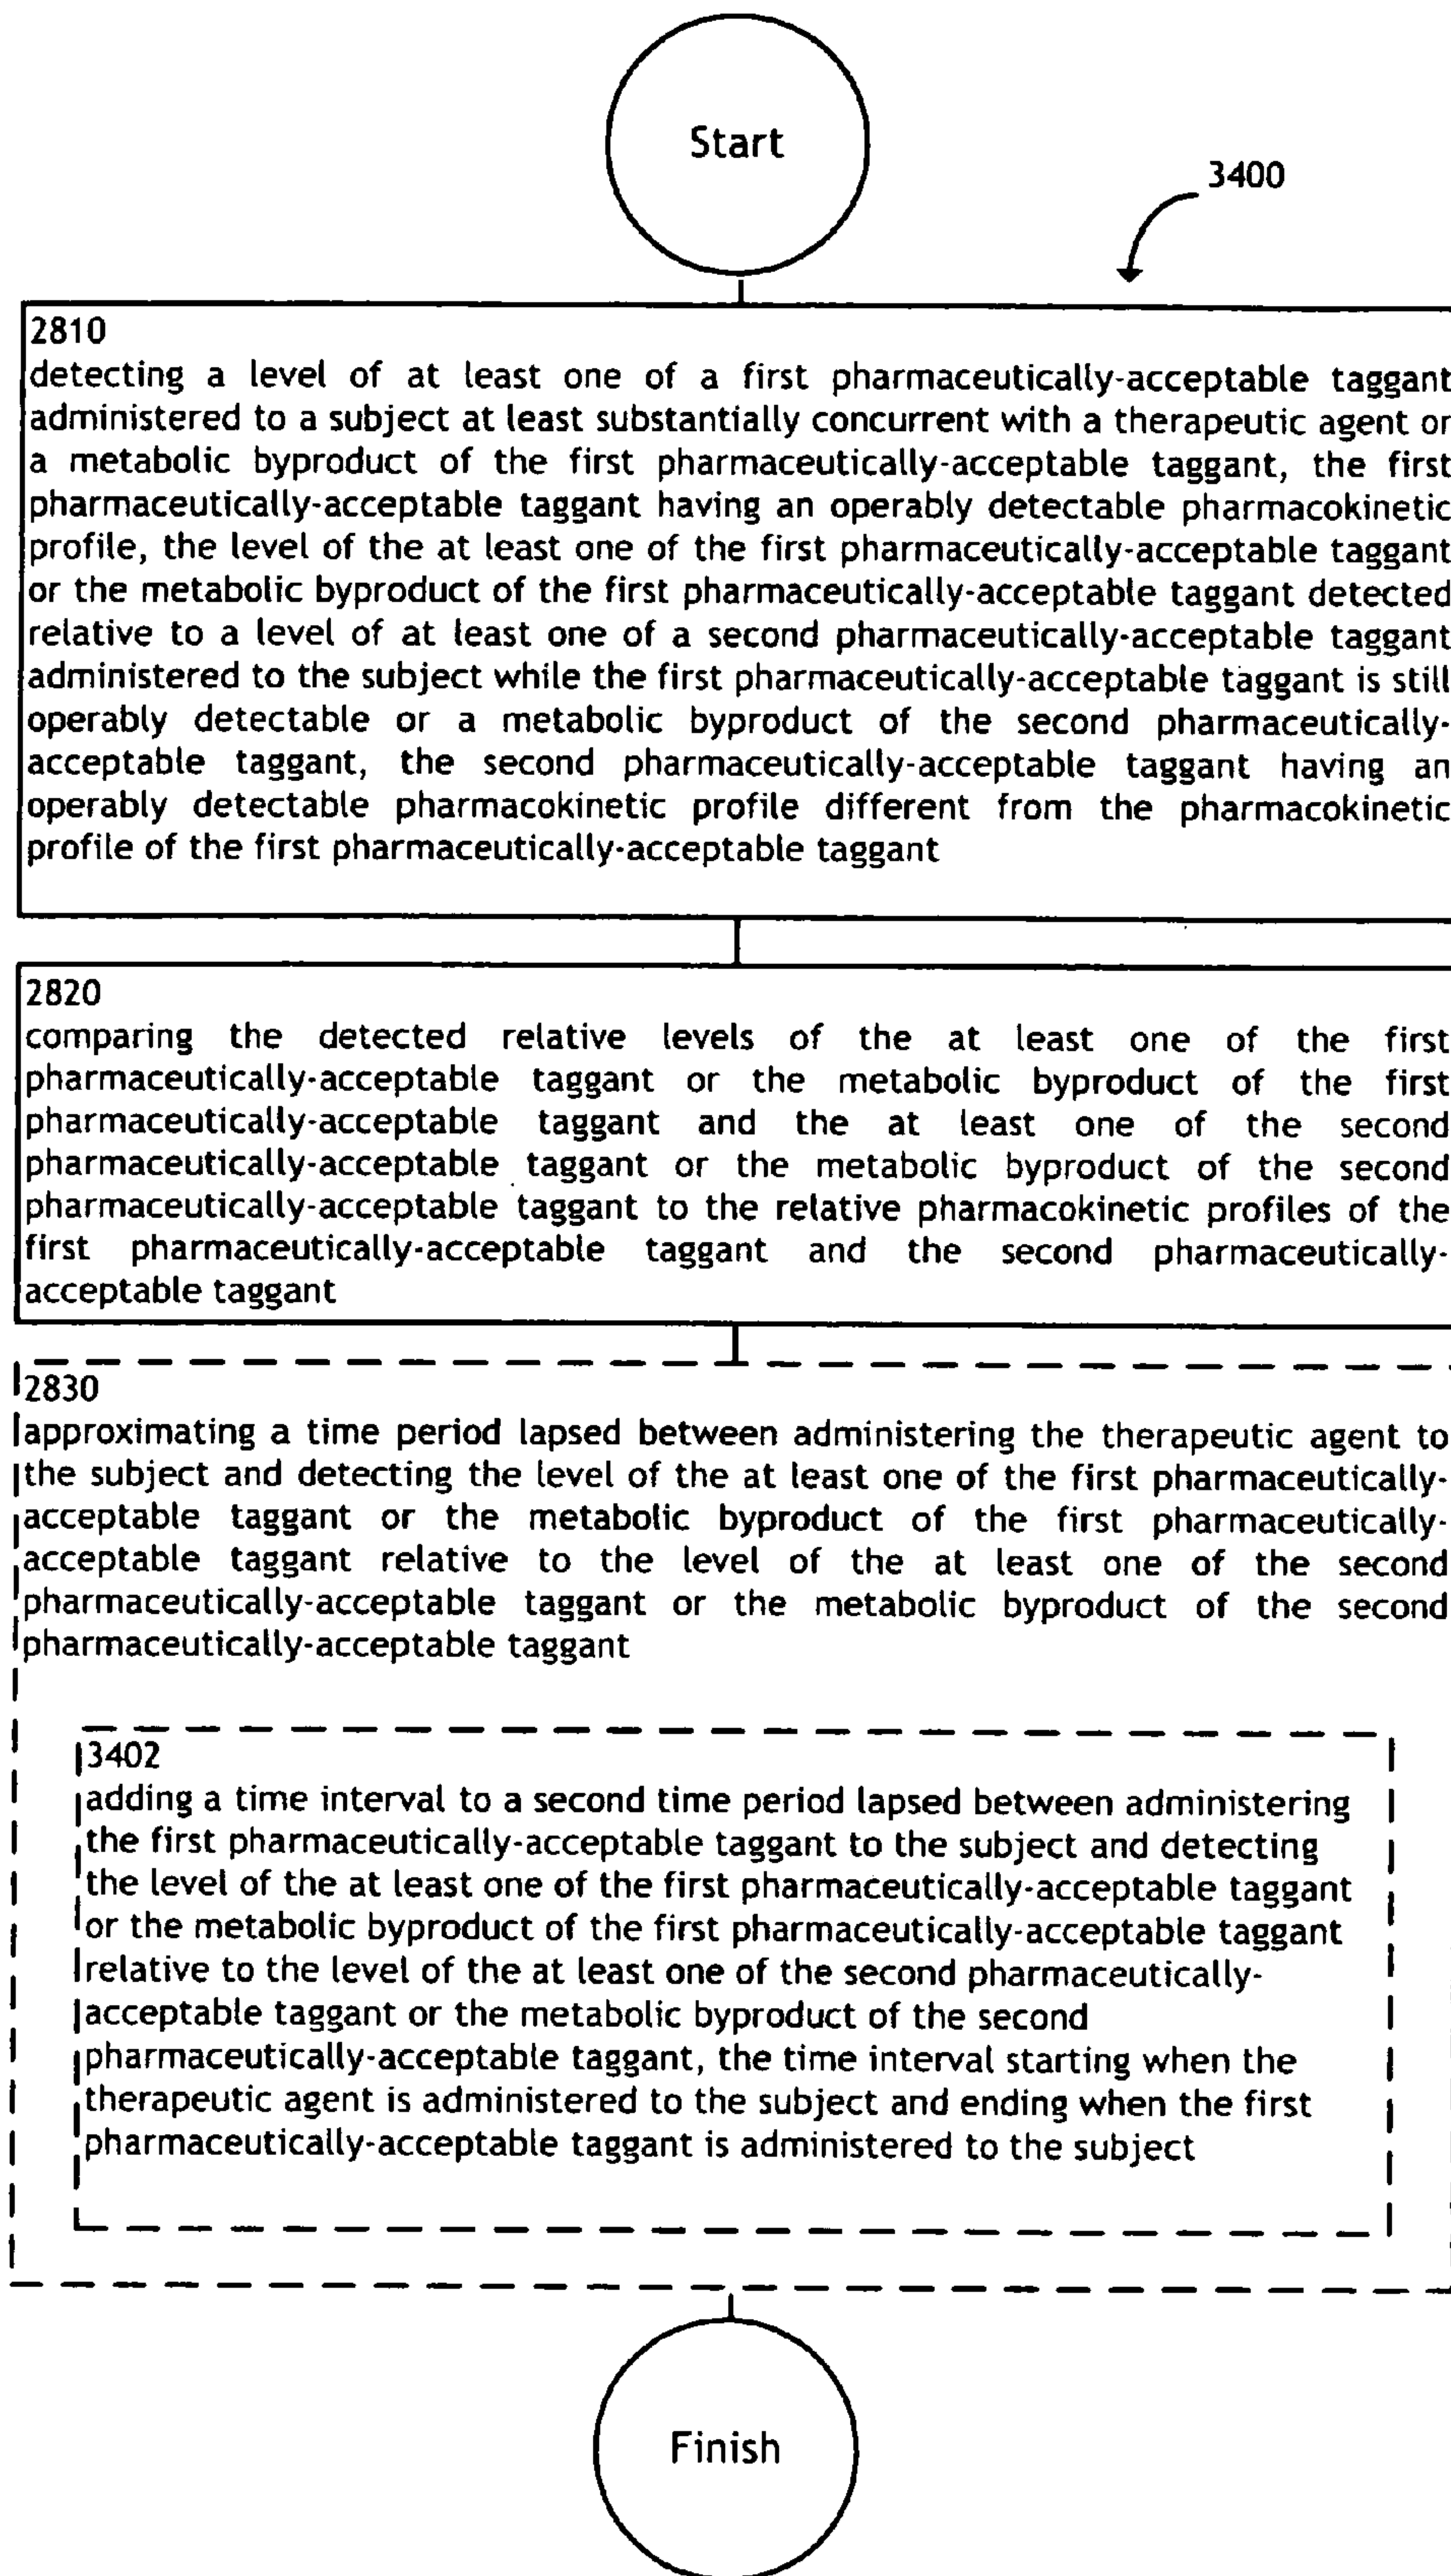 Start
3400
2810
detecting a level of at least one of a first pharmaceutically-acceptable taggant
administered to a subject at least substantially concurrent with a therapeutic agent or
a metabolic byproduct of the first pharmaceutically-acceptable taggant, the first
pharmaceutically-acceptable taggant having an operably detectable pharmacokinetic
profile, the level of the at least one of the first pharmaceutically-acceptable taggant
or the metabolic byproduct of the first pharmaceutically-acceptable taggant detected
relative to a level of at least one of a second pharmaceutically-acceptable taggant
administered to the subject while the first pharmaceutically-acceptable taggant is still
operably detectable or a metabolic byproduct of the second pharmaceutically-
acceptable taggant, the second pharmaceutically-acceptable taggant having an
operably detectable pharmacokinetic profile different from the pharmacokinetic
profile of the first pharmaceutically-acceptable taggant
2820
comparing the detected relative levels of the at least one of the first
pharmaceutically-acceptable taggant or the metabolic byproduct of the first
pharmaceutically-acceptable taggant and the at least one of the second
pharmaceutically-acceptable taggant or the metabolic byproduct of the second
pharmaceutically-acceptable taggant to the relative pharmacokinetic profiles of the
first pharmaceutically-acceptable taggant and the second pharmaceutically-
acceptable taggant
2830
approximating a time period lapsed between administering the therapeutic agent to
the subject and detecting the level of the at least one of the first pharmaceutically-
acceptable taggant or the metabolic byproduct of the first pharmaceutically-
acceptable taggant relative to the level of the at least one of the second
pharmaceutically-acceptable taggant or the metabolic byproduct of the second
pharmaceutically-acceptable taggant
3402
adding a time interval to a second time period lapsed between administering
the first pharmaceutically-acceptable taggant to the subject and detecting
the level of the at least one of the first pharmaceutically-acceptable taggant
or the metabolic byproduct of the first pharmaceutically-acceptable taggant
relative to the level of the at least one of the second pharmaceutically-
acceptable taggant or the metabolic byproduct of the second
pharmaceutically-acceptable taggant, the time interval starting when the
therapeutic agent is administered to the subject and ending when the first
pharmaceutically-acceptable taggant is administered to the subject
Finish